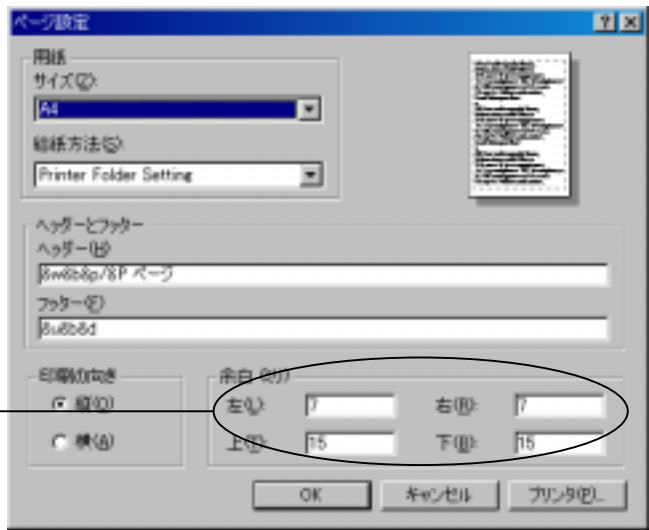 ページ設定
用紙
サイズ(Z):
A4
給紙方法(S):
Printer Folder Setting
ヘッダーとフッター
ヘッダー(H)
&w&b&p/&P ページ
フッター(F)
&u&b&d
印刷の向き
縦(O)
横(A)
余白 (ミリ)
左(L): 7 右(R): 7
上(T): 15 下(B): 15
OK キャンセル プリンタ(P)...